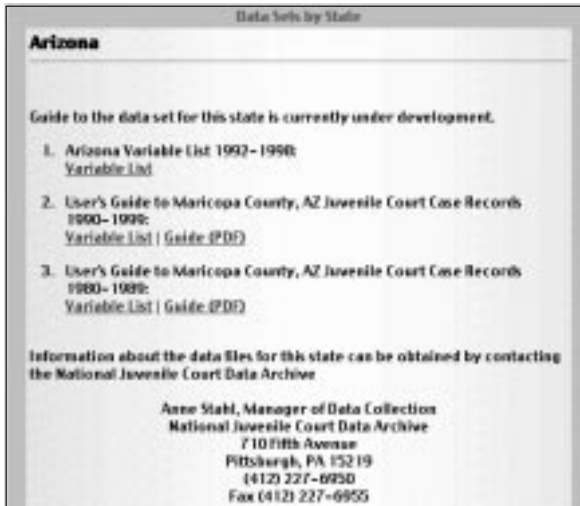 Data Sets by State
Arizona
Guide to the data set for this state is currently under development.
1. Arizona Variable List 1992-1998:
Variable List
2. User's Guide to Maricopa County, AZ Juvenile Court Case Records
1990-1999:
Variable List | Guide (PDF)
3. User's Guide to Maricopa County, AZ Juvenile Court Case Records
1980-1989:
Variable List | Guide (PDF)
Information about the data files for this state can be obtained by contacting
the National Juvenile Court Data Archive
Anne Stahl, Manager of Data Collection
National Juvenile Court Data Archive
710 Fifth Avenue
Pittsburgh, PA 15219
(412) 227-6950
Fax (412) 227-6955